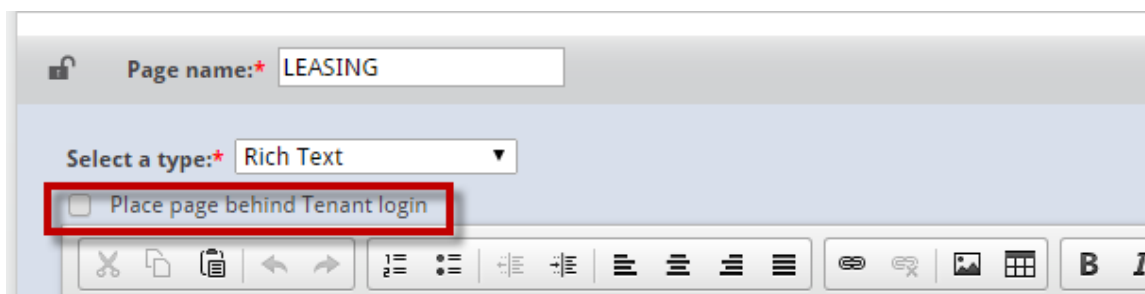 Page name:* LEASING
Select a type:* Rich Text
Place page behind Tenant login
B I